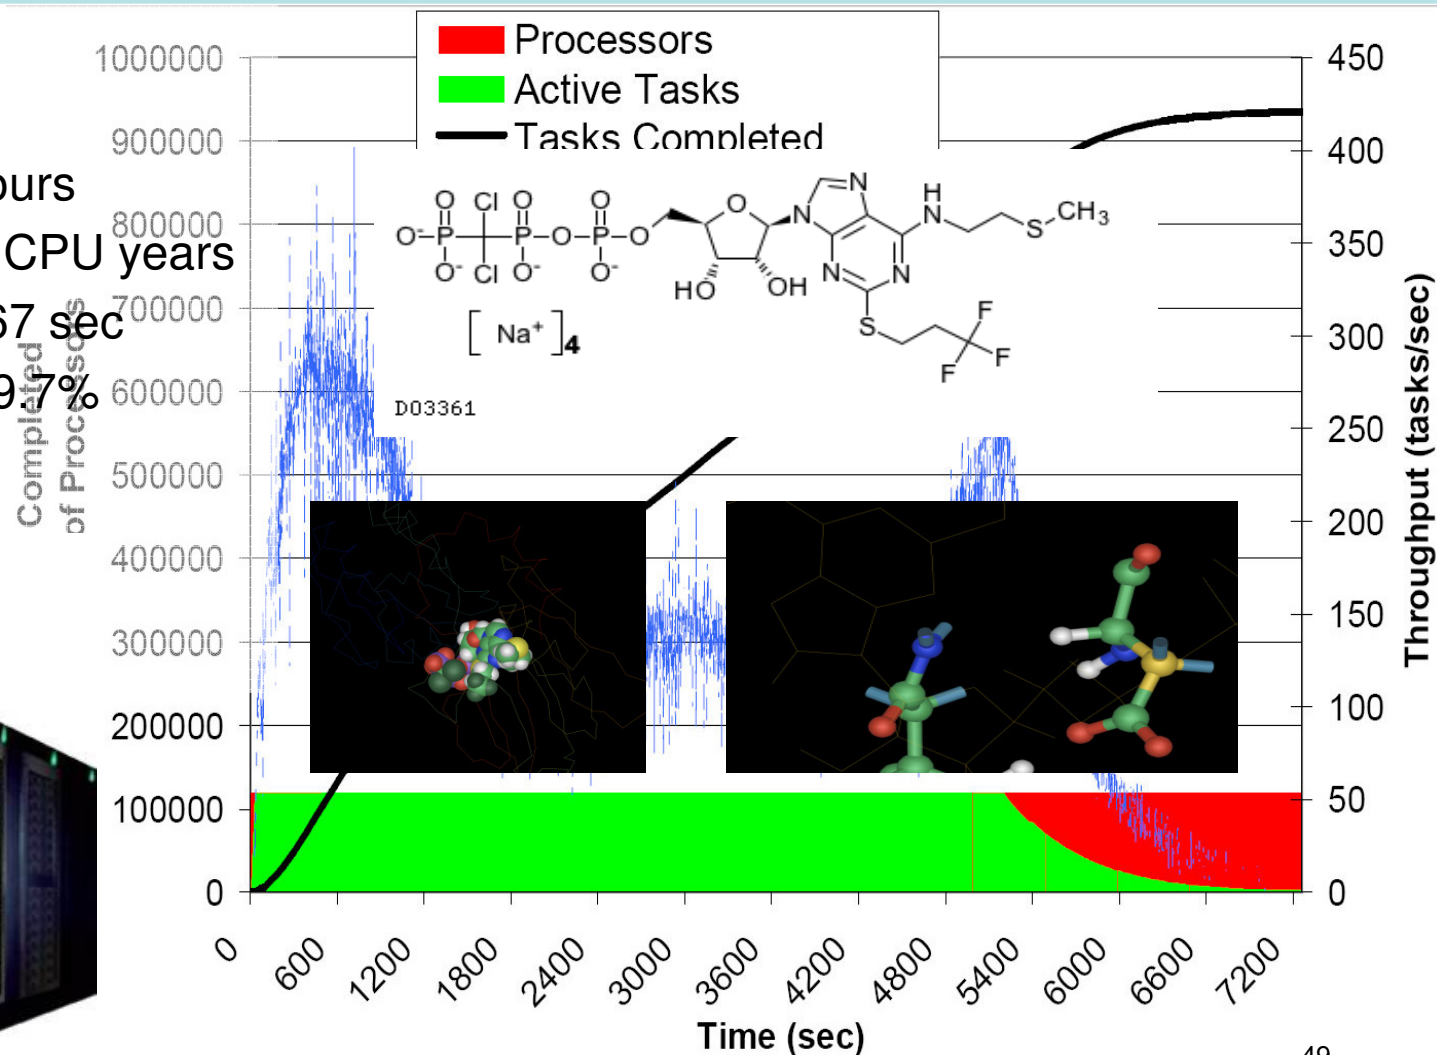 Processors
Active Tasks
Tasks Completed
1000000
900000
800000
700000
600000
500000
400000
300000
200000
100000
0
450
400
350
300
250
200
150
100
50
0
ours
CPU years
67 sec
9.7%
Completed
of Processors
Throughput (tasks/sec)
O- P O O- Cl Cl P O O- O P O O- O
O HO OH
N N N N N H
S CH3
S F F F
[ Na+ ]4
D03361
0 600 1200 1800 2400 3000 3600 4200 4800 5400 6000 6600 7200
Time (sec)
49